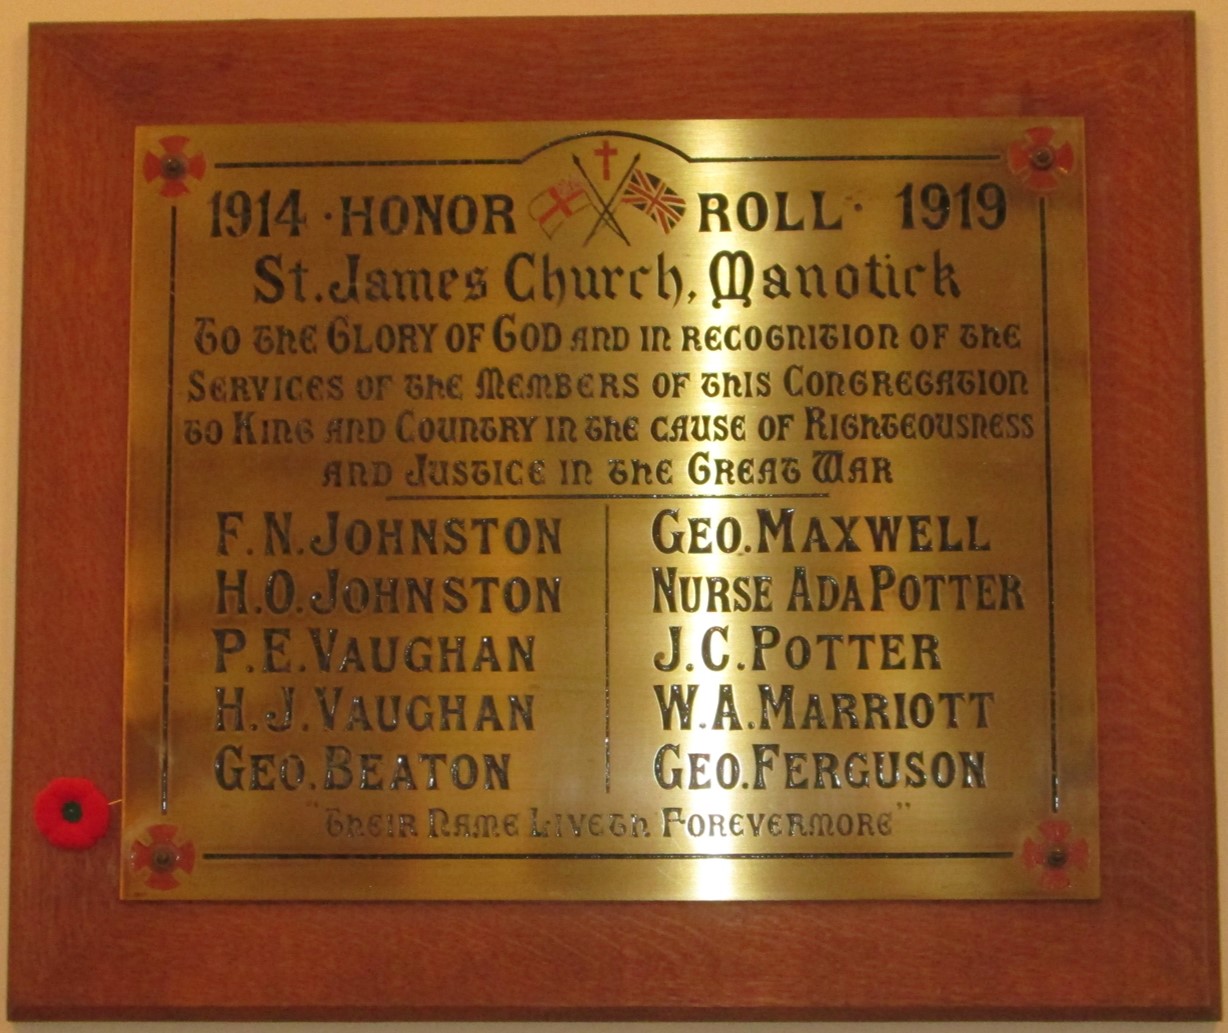 1914 · HONOR ROLL · 1919
St. James Church, Manotick
To the Glory of God and in recognition of the
Services of the Members of this Congregation
to King and Country in the cause of Righteousness
and Justice in the Great War
F. N. JOHNSTON
H. O. JOHNSTON
P. E. VAUGHAN
H. J. VAUGHAN
GEO. BEATON
GEO. MAXWELL
NURSE ADA POTTER
J. C. POTTER
W. A. MARRIOTT
GEO. FERGUSON
"Their Name Liveth Forevermore"